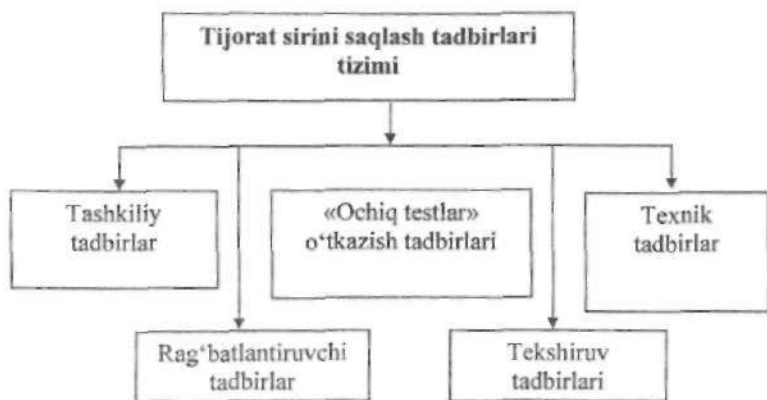 Tijorat sirini saqlash tadbirlari
tizimi
Tashkiliy
tadbirlar
«Ochiq testlar»
o‘tkazish tadbirlari
Texnik
tadbirlar
Rag‘batlantiruvchi
tadbirlar
Tekshiruv
tadbirlari